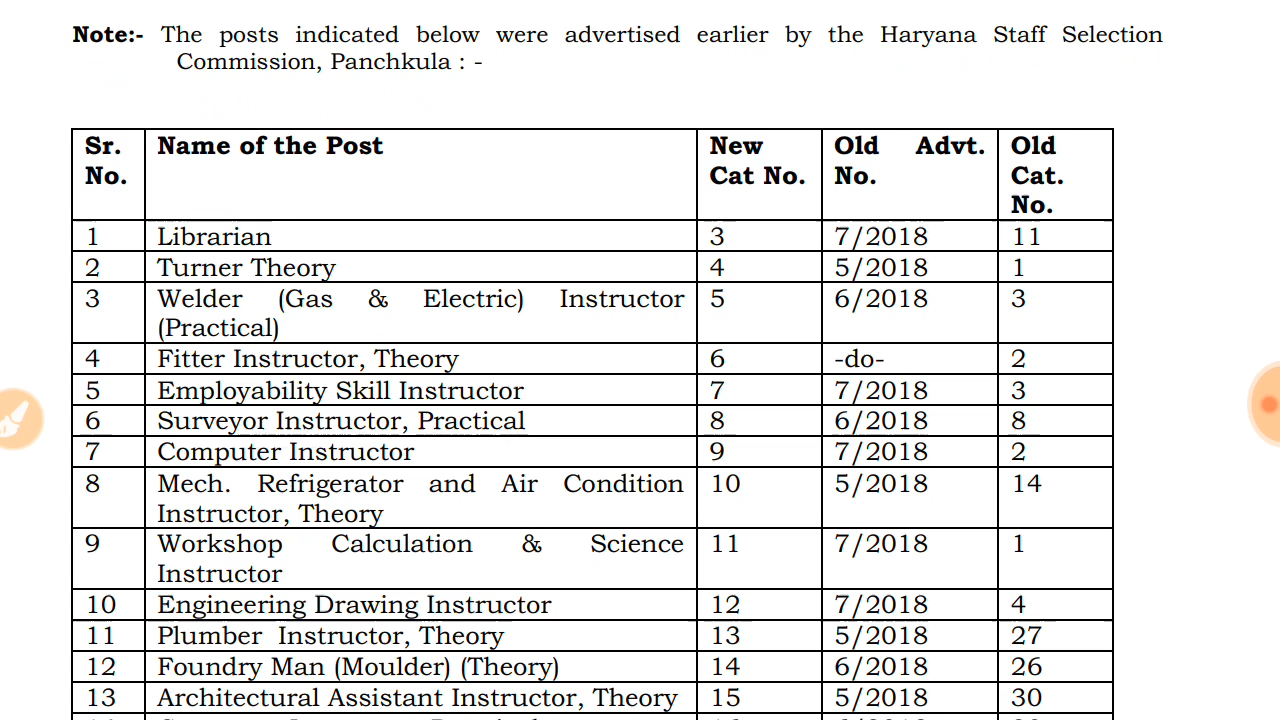 Note:- The posts indicated below were advertised earlier by the Haryana Staff Selection
Commission, Panchkula : -
Sr. No. Name of the Post New Cat No. Old Advt. No. Old Cat. No.
1 Librarian 3 7/2018 11
2 Turner Theory 4 5/2018 1
3 Welder (Gas & Electric) Instructor 5 6/2018 3
(Practical)
4 Fitter Instructor, Theory 6 -do- 2
5 Employability Skill Instructor 7 7/2018 3
6 Surveyor Instructor, Practical 8 6/2018 8
7 Computer Instructor 9 7/2018 2
8 Mech. Refrigerator and Air Condition 10 5/2018 14
Instructor, Theory
9 Workshop Calculation & Science 11 7/2018 1
Instructor
10 Engineering Drawing Instructor 12 7/2018 4
11 Plumber Instructor, Theory 13 5/2018 27
12 Foundry Man (Moulder) (Theory) 14 6/2018 26
13 Architectural Assistant Instructor, Theory 15 5/2018 30